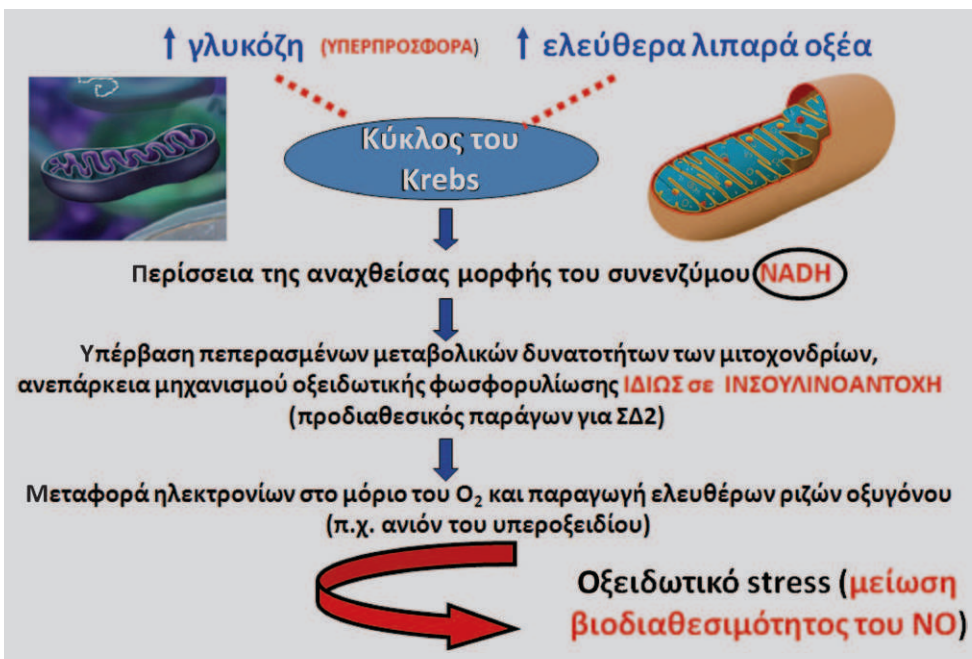 ↑ γλυκόζη (ΥΠΕΡΠΡΟΣΦΟΡΑ) ↑ ελεύθερα λιπαρά οξέα
Κύκλος του
Krebs
Περίσσεια της αναχθείσας μορφής του συνενζύμου NADH
Υπέρβαση πεπερασμένων μεταβολικών δυνατοτήτων των μιτοχονδρίων,
ανεπάρκεια μηχανισμού οξειδωτικής φωσφορυλίωσης ΙΔΙΩΣ σε ΙΝΣΟΥΛΙΝΟΑΝΤΟΧΗ
(προδιαθεσικός παράγων για ΣΔ2)
Μεταφορά ηλεκτρονίων στο μόριο του O₂ και παραγωγή ελευθέρων ριζών οξυγόνου
(π.χ. ανιόν του υπεροξειδίου)
Οξειδωτικό stress (μείωση
βιοδιαθεσιμότητος του NO)